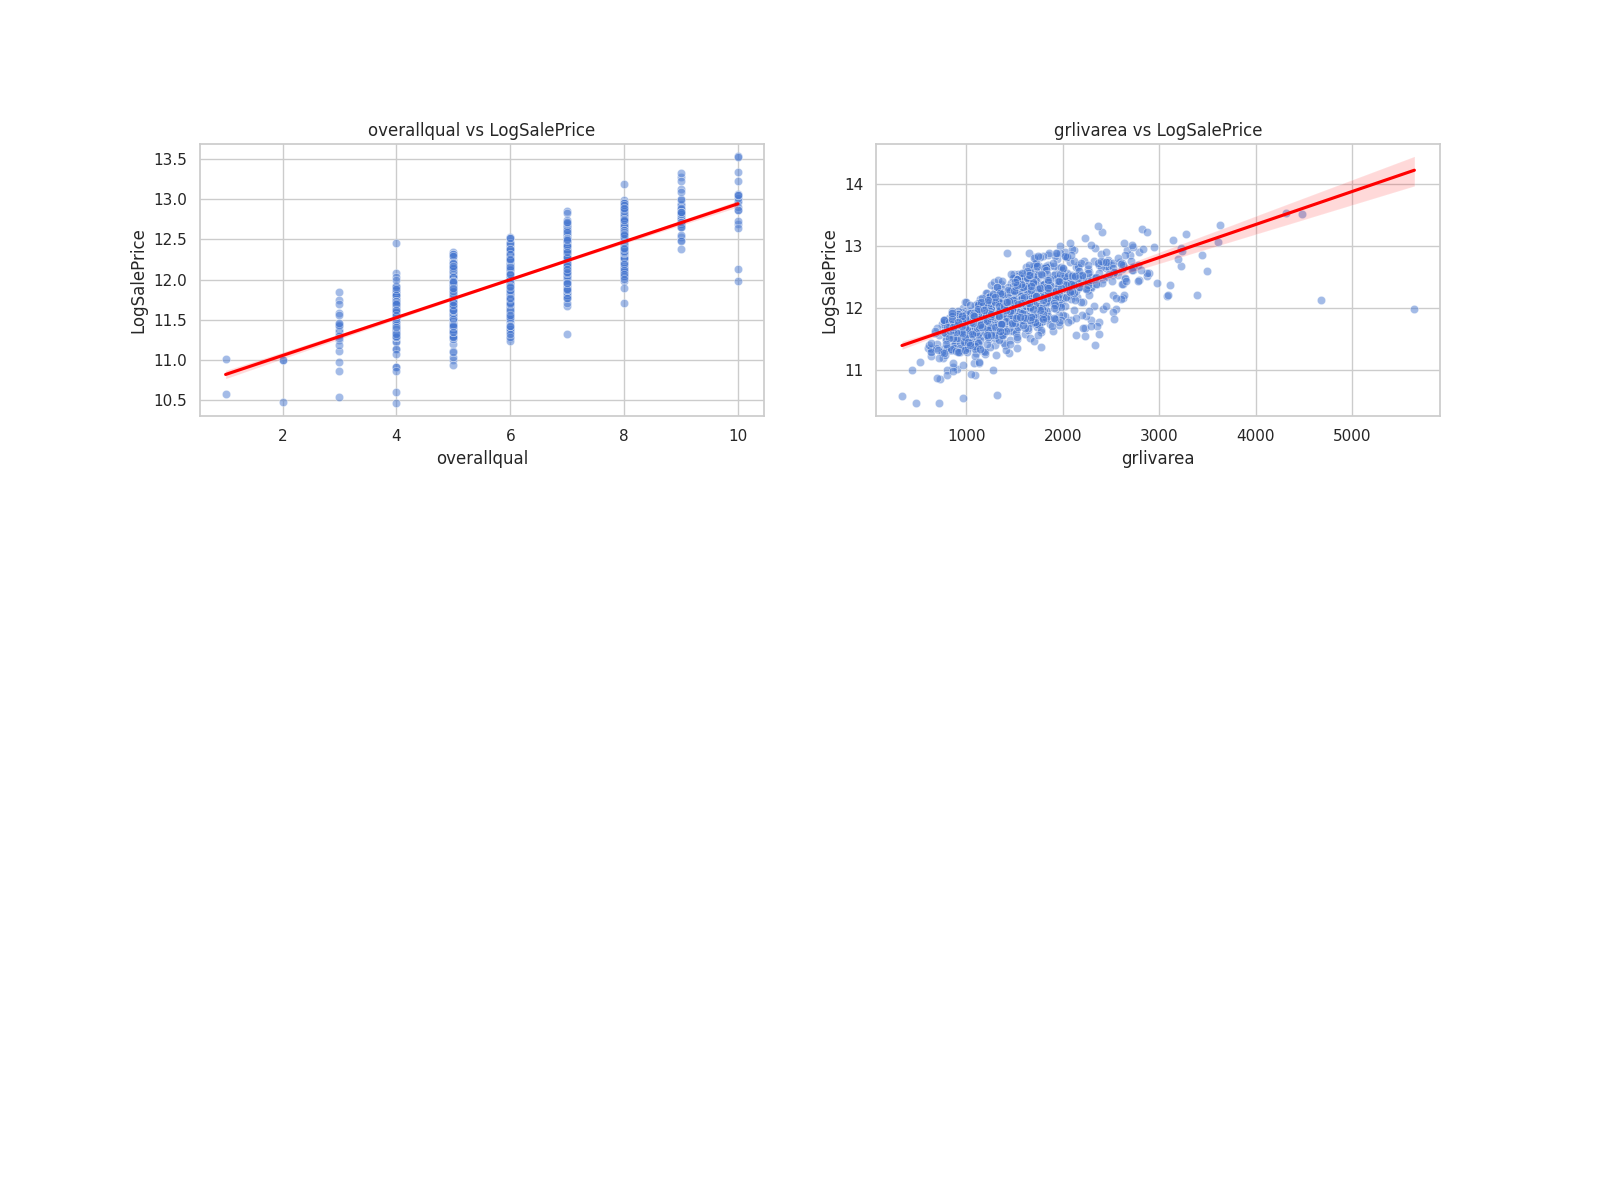 overallqual vs LogSalePrice
13.5
13.0
12.5
12.0
11.5
11.0
10.5
LogSalePrice
2 4 6 8 10
overallqual
grlivarea vs LogSalePrice
14
13
12
11
LogSalePrice
1000 2000 3000 4000 5000
grlivarea